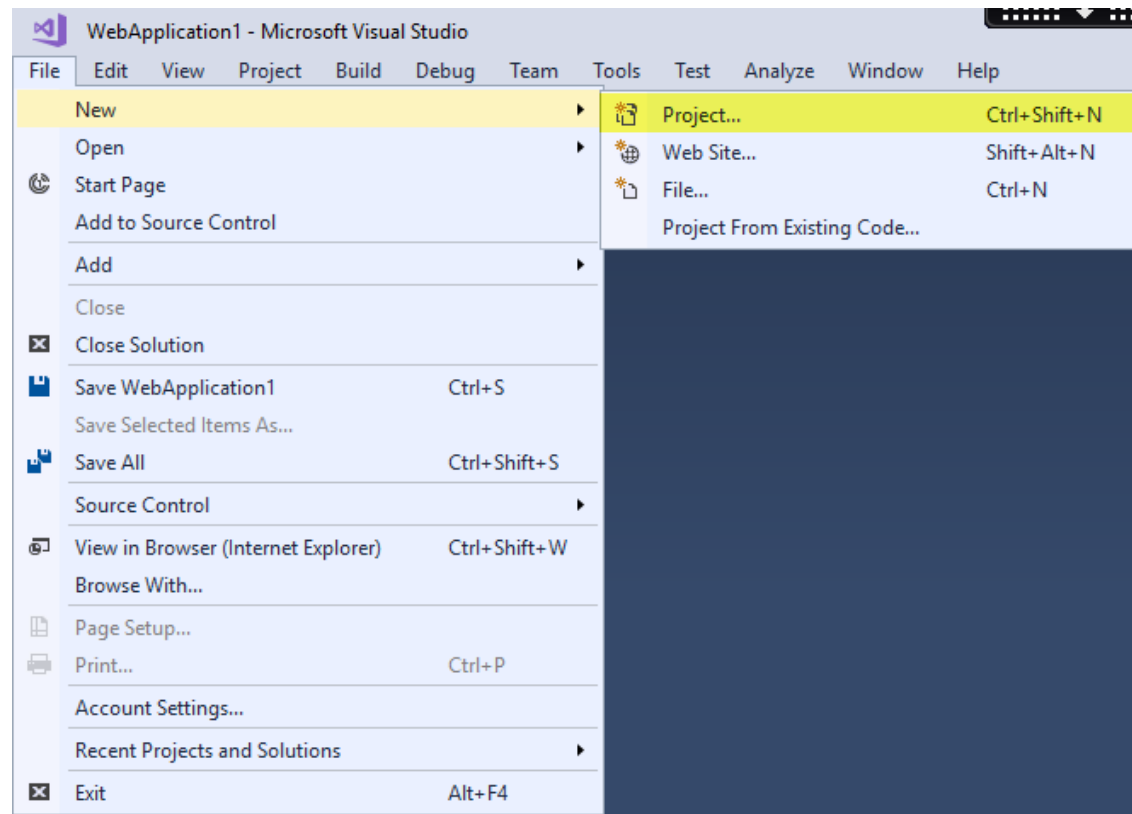 WebApplication1 - Microsoft Visual Studio
File Edit View Project Build Debug Team Tools Test Analyze Window Help
New
Open
Start Page
Add to Source Control
Add
Close
Close Solution
Save WebApplication1 Ctrl+S
Save Selected Items As...
Save All Ctrl+Shift+S
Source Control
View in Browser (Internet Explorer) Ctrl+Shift+W
Browse With...
Page Setup...
Print... Ctrl+P
Account Settings...
Recent Projects and Solutions
Exit Alt+F4
Project... Ctrl+Shift+N
Web Site... Shift+Alt+N
File... Ctrl+N
Project From Existing Code...